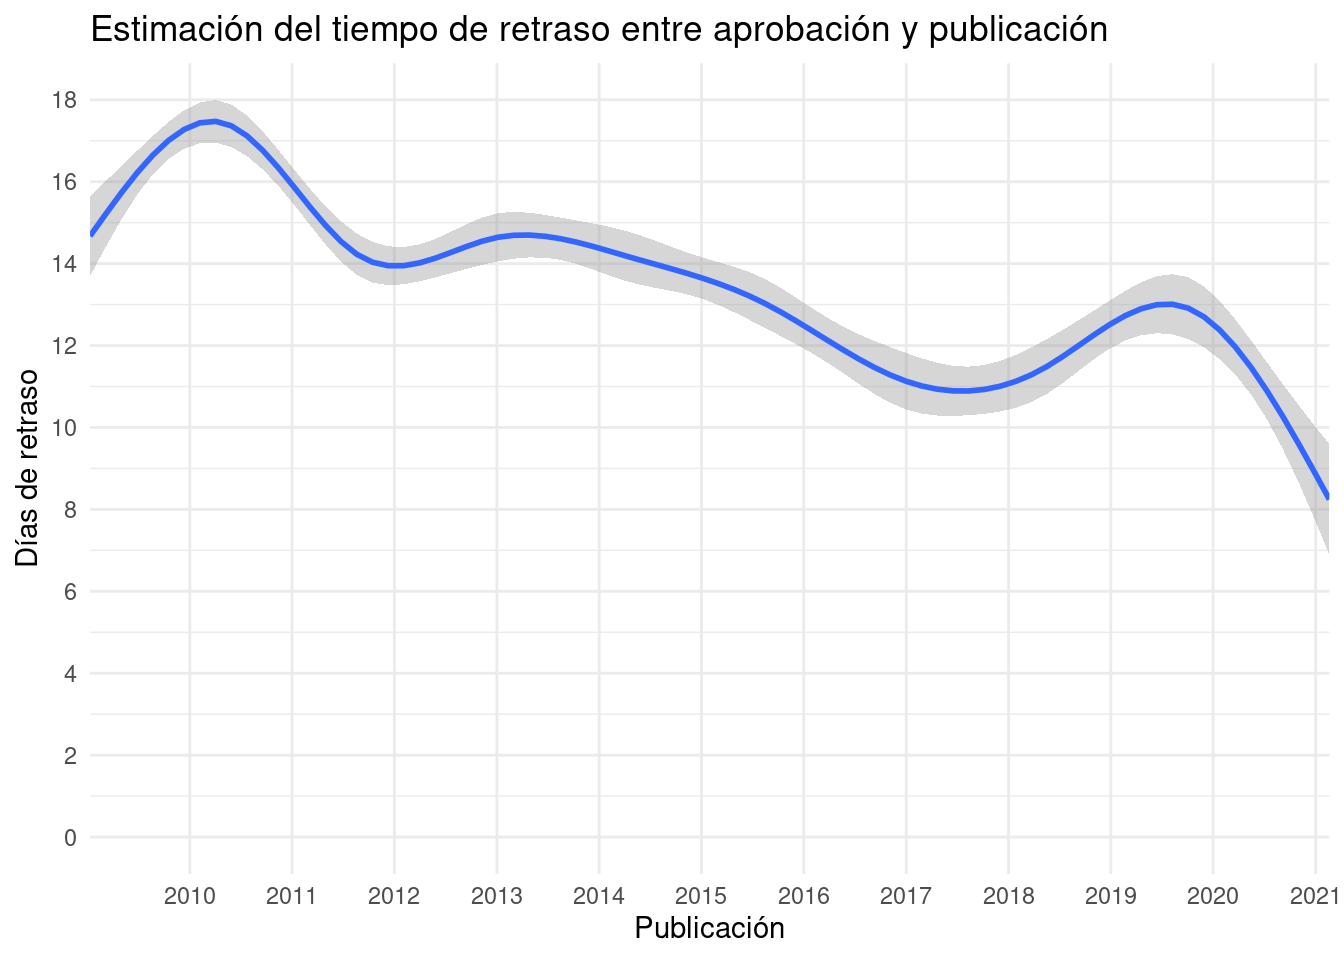 Estimación del tiempo de retraso entre aprobación y publicación
Días de retraso
18
16
14
12
10
8
6
4
2
0
2010 2011 2012 2013 2014 2015 2016 2017 2018 2019 2020 2021
Publicación